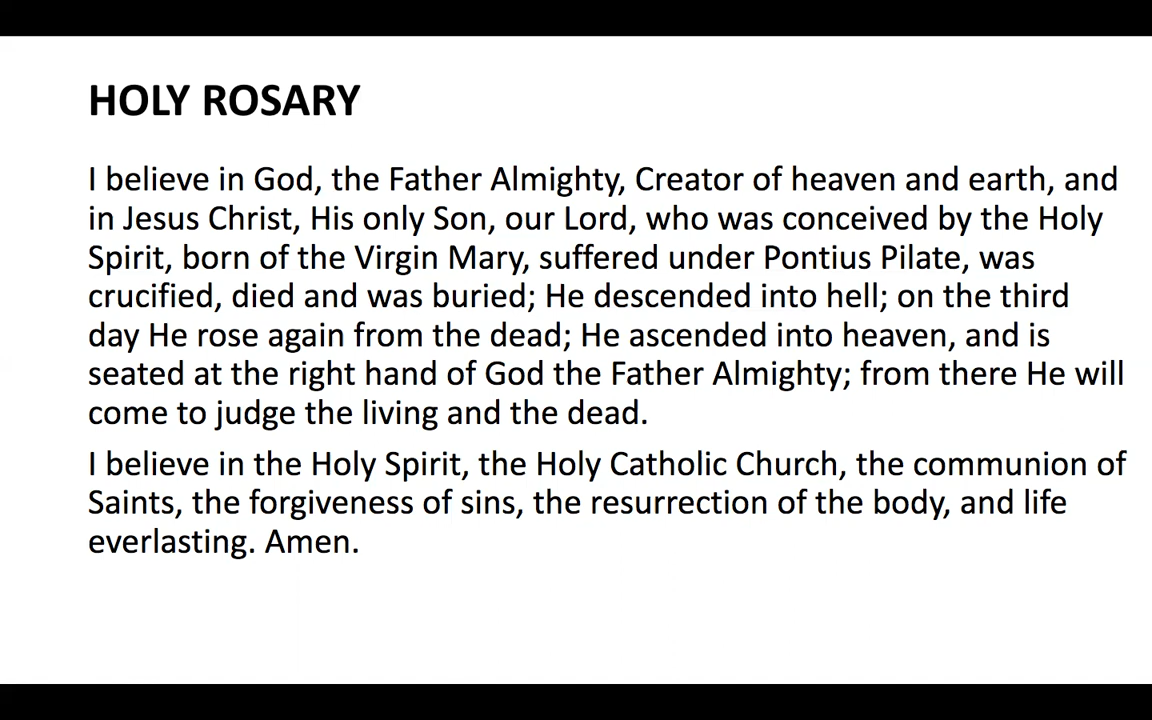 HOLY ROSARY
I believe in God, the Father Almighty, Creator of heaven and earth, and
in Jesus Christ, His only Son, our Lord, who was conceived by the Holy
Spirit, born of the Virgin Mary, suffered under Pontius Pilate, was
crucified, died and was buried; He descended into hell; on the third
day He rose again from the dead; He ascended into heaven, and is
seated at the right hand of God the Father Almighty; from there He will
come to judge the living and the dead.
I believe in the Holy Spirit, the Holy Catholic Church, the communion of
Saints, the forgiveness of sins, the resurrection of the body, and life
everlasting. Amen.